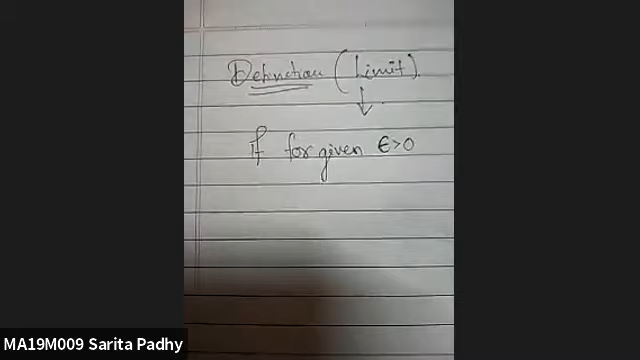 Definition (Limit).
If for given ε>0
MA19M009 Sarita Padhy